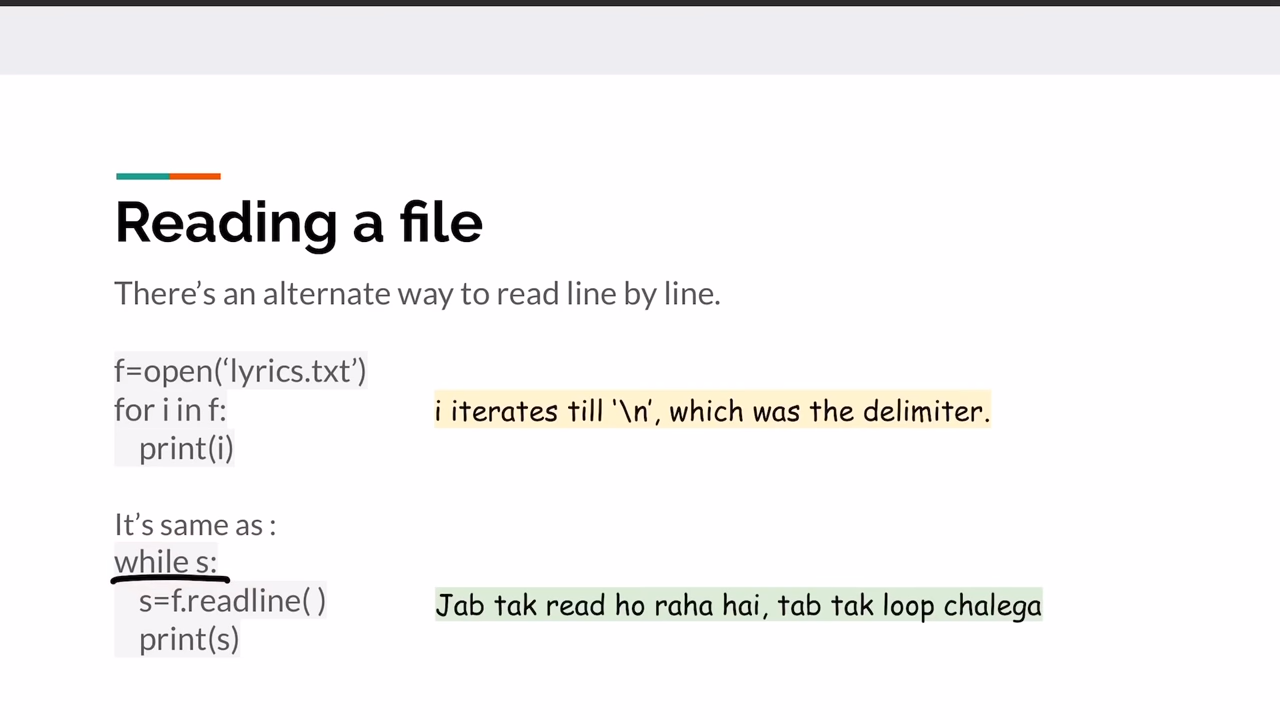 Reading a file
There’s an alternate way to read line by line.
f=open(‘lyrics.txt’)
for i in f:
i iterates till ‘\n’, which was the delimiter.
print(i)
It’s same as :
while s:
s=f.readline( )
Jab tak read ho raha hai, tab tak loop chalega
print(s)